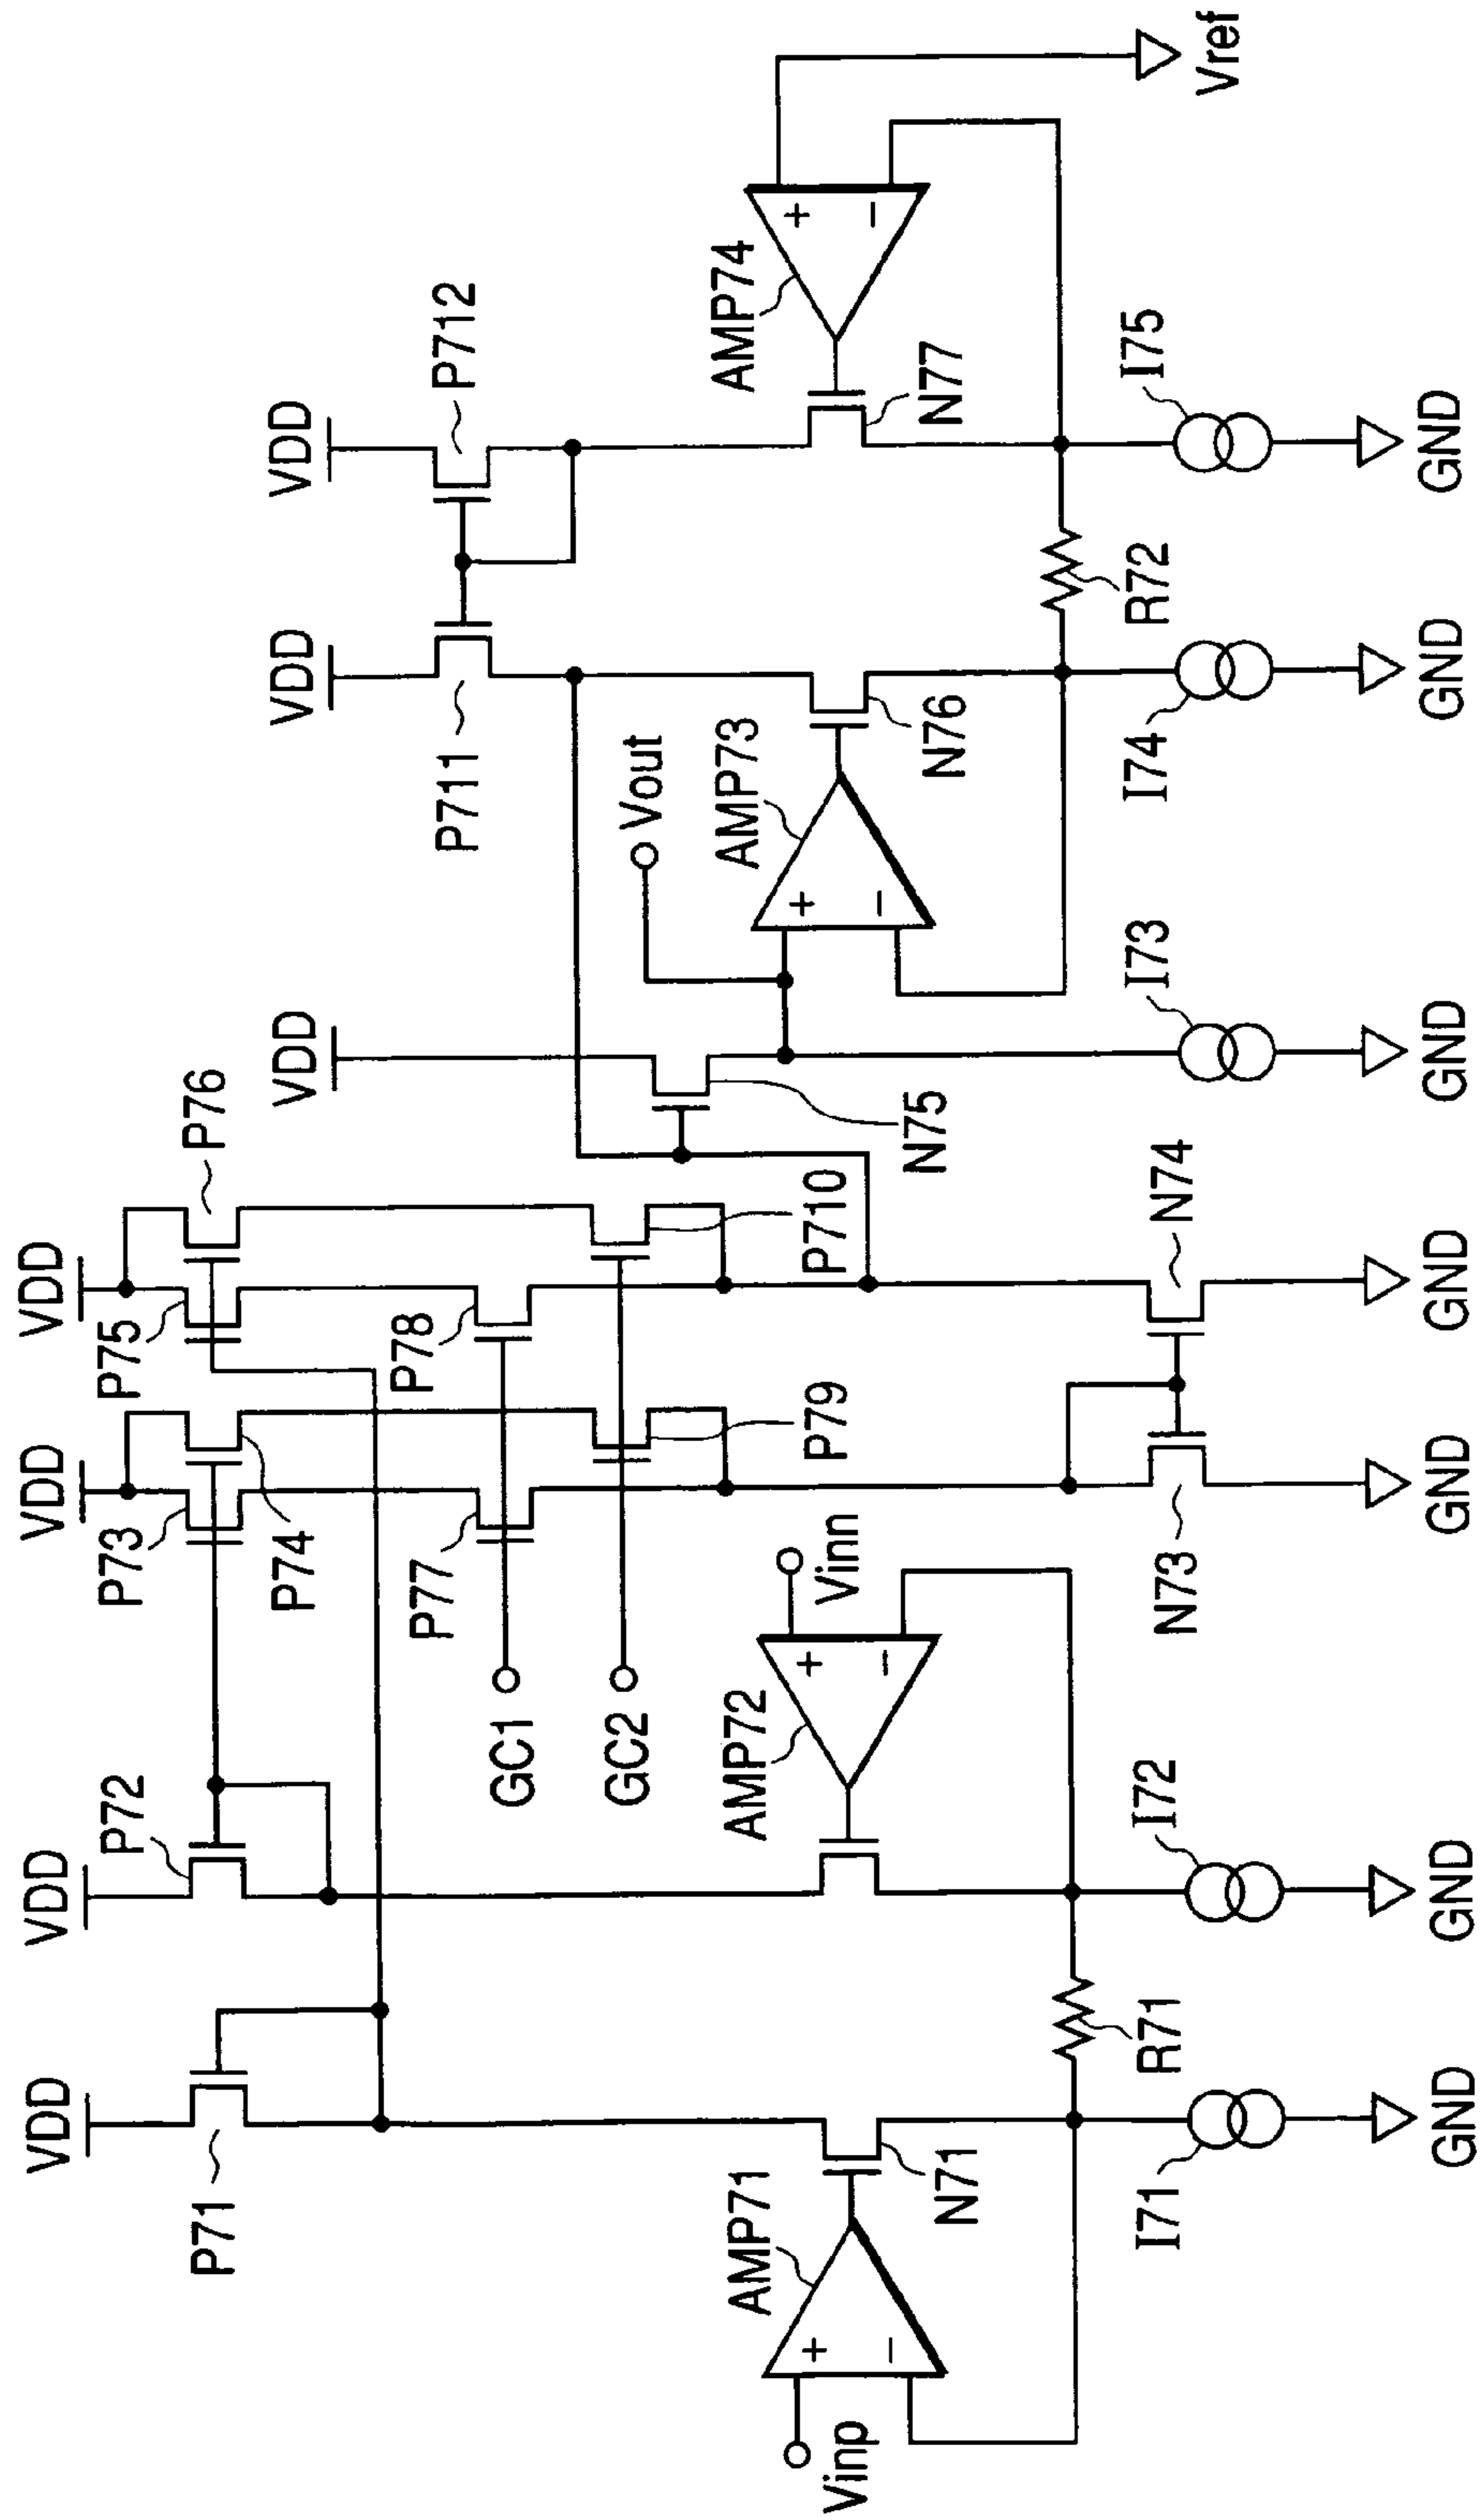 VDD
VDD
VDD
VDD
P71
P72
P73
P74
P75
P76
P77
P78
P79
P710
GC1
GC2
VDD
VDD
VDD
P711
P712
Vout
Vinp
AMP71
+
−
N71
AMP72
+
−
Vinn
N75
AMP73
+
−
N76
AMP74
+
−
N77
Vref
I71
R71
I72
N73
N74
I73
I74
R72
I75
GND
GND
GND
GND
GND
GND
GND